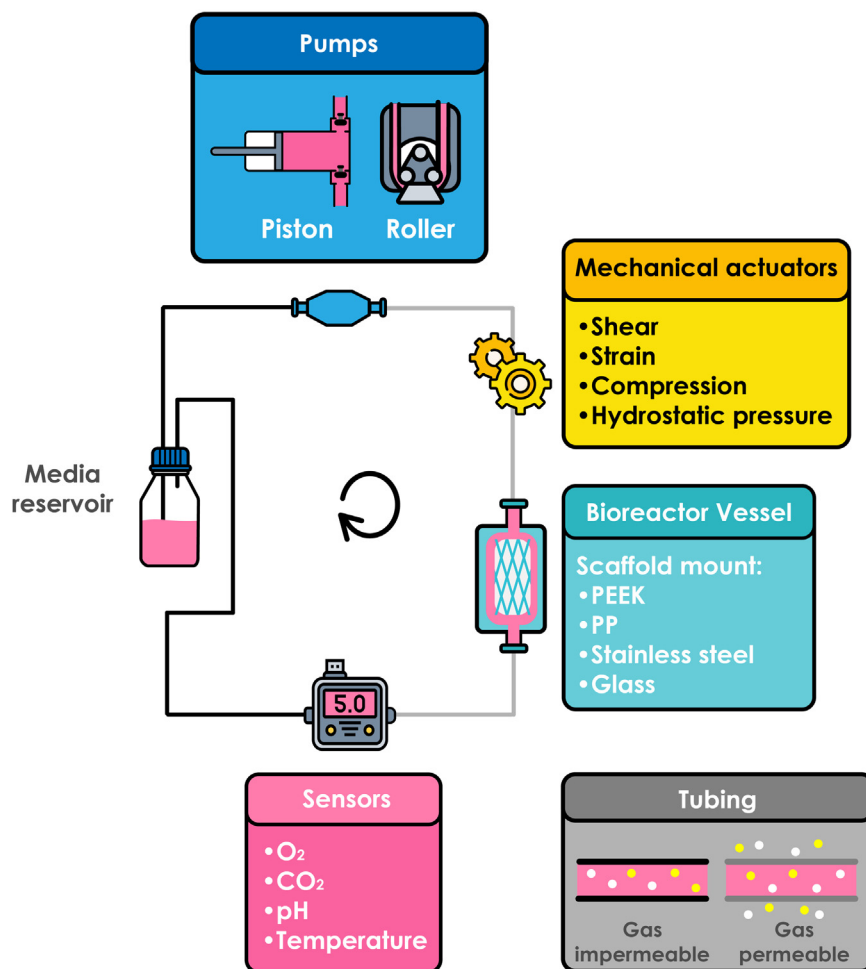 Pumps
Piston
Roller
Mechanical actuators
•Shear
•Strain
•Compression
•Hydrostatic pressure
Media
reservoir
Bioreactor Vessel
Scaffold mount:
•PEEK
•PP
•Stainless steel
•Glass
5.0
Sensors
•O₂
•CO₂
•pH
•Temperature
Tubing
Gas
impermeable
Gas
permeable